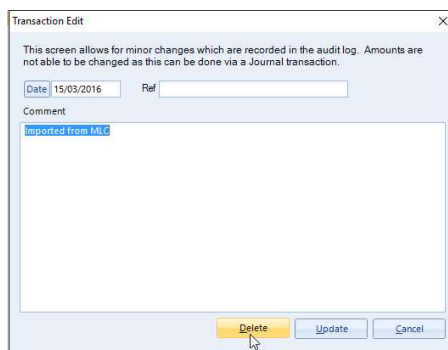 Transaction Edit
This screen allows for minor changes which are recorded in the audit log. Amounts are
not able to be changed as this can be done via a Journal transaction.
Date 15/03/2016 Ref
Comment
Imported from MLC
Delete Update Cancel